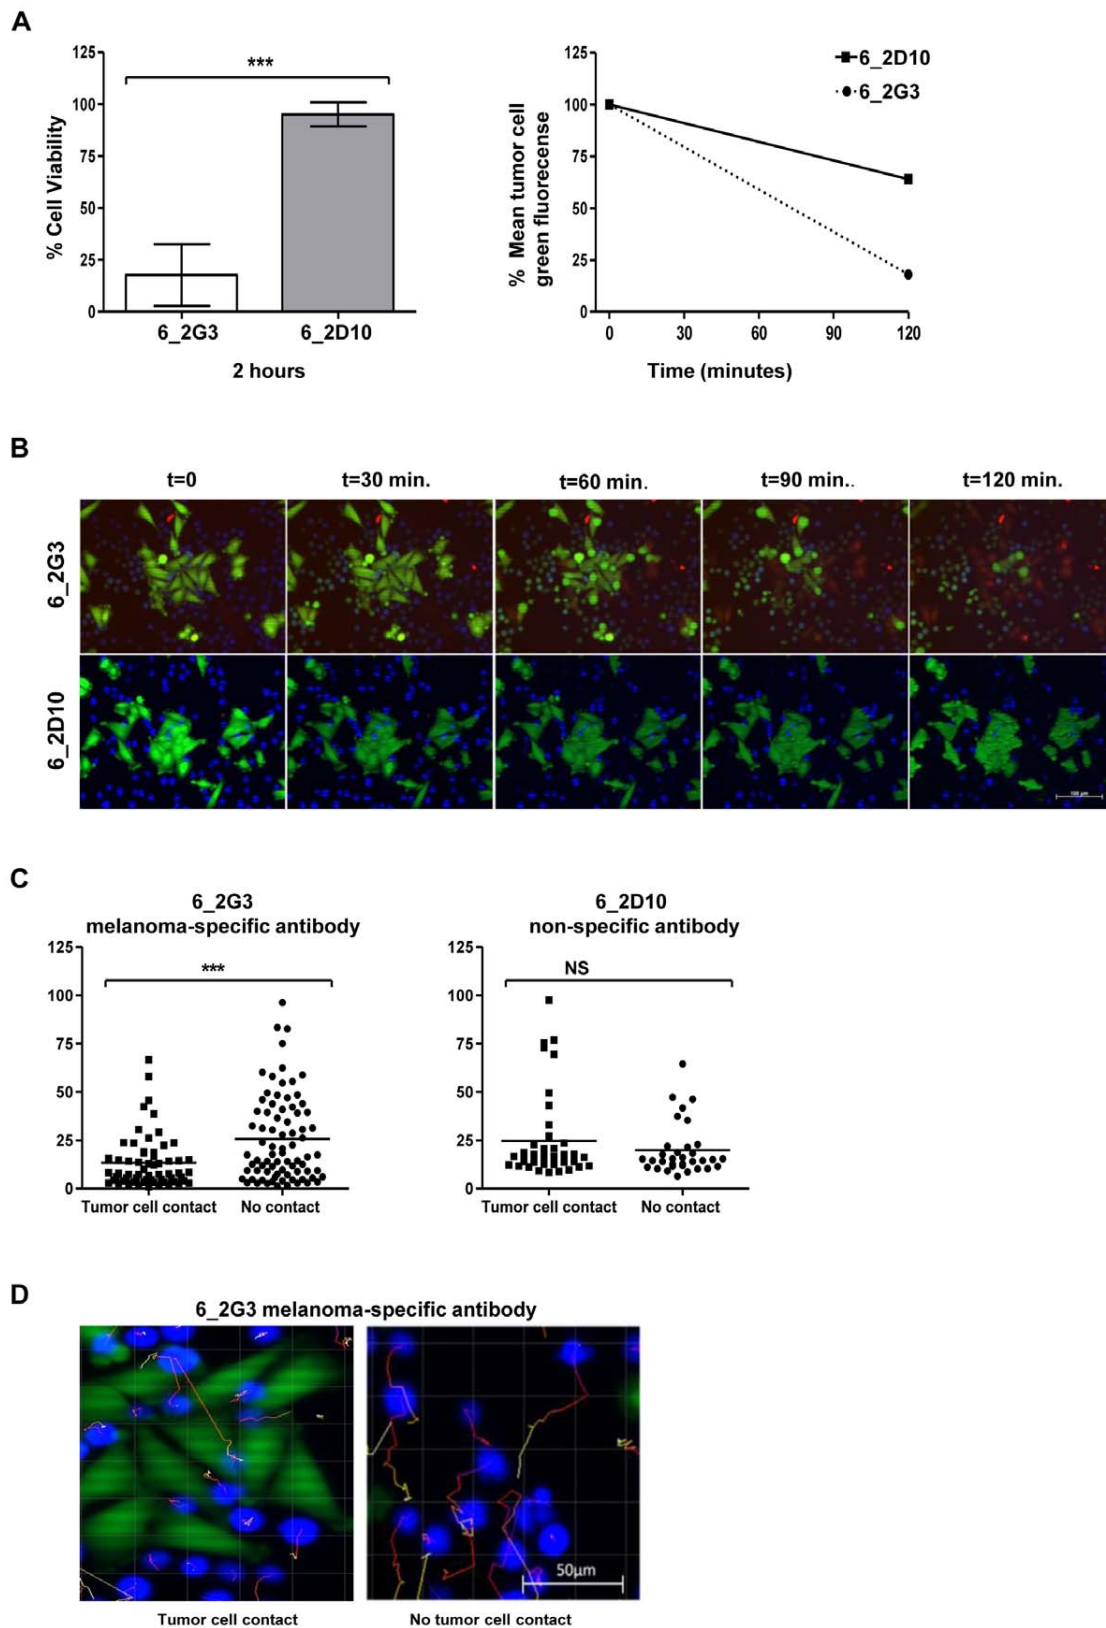 A
125
100
75
50
25
0
% Cell Viability
***
6_2G3
6_2D10
2 hours
125
100
75
50
25
0
% Mean tumor cell
green fluorecense
6_2D10
6_2G3
0
30
60
90
120
Time (minutes)
B
t=0
t=30 min.
t=60 min.
t=90 min..
t=120 min.
6_2G3
6_2D10
100 µm
C
6_2G3
melanoma-specific antibody
125
100
75
50
25
0
***
Tumor cell contact
No contact
6_2D10
non-specific antibody
125
100
75
50
25
0
NS
Tumor cell contact
No contact
D
6_2G3 melanoma-specific antibody
50µm
Tumor cell contact
No tumor cell contact